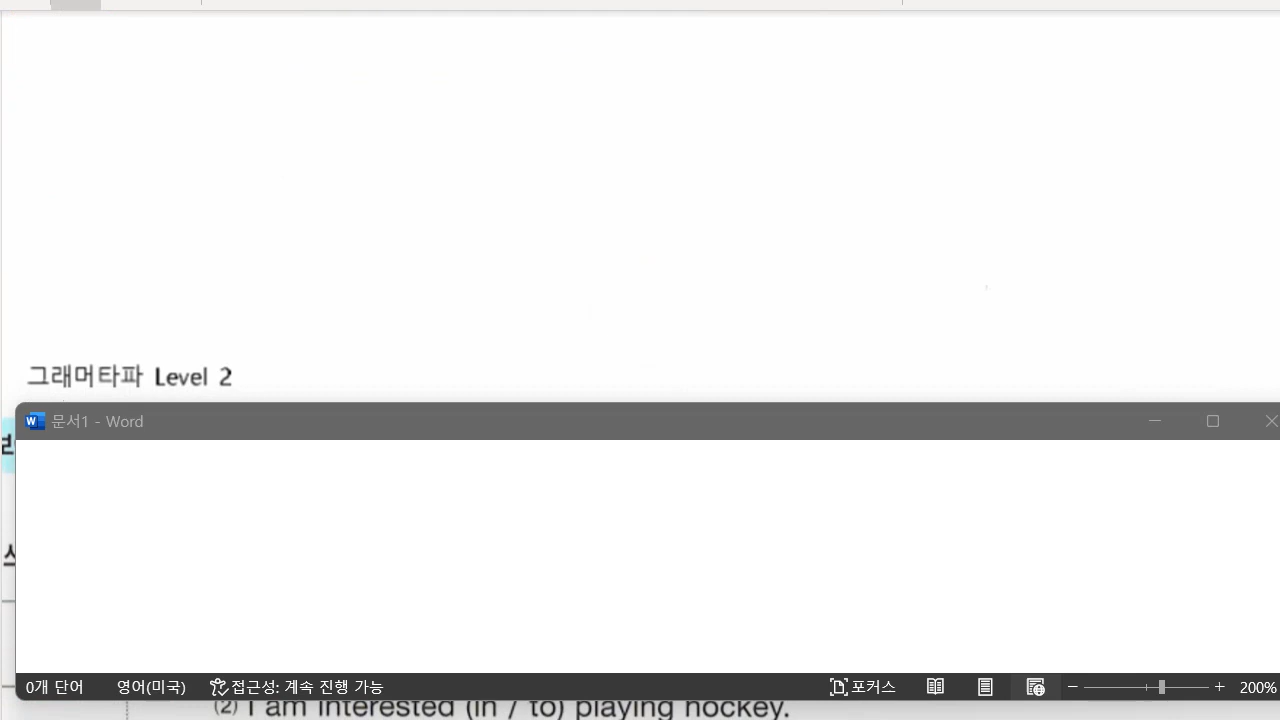 그래머타파 Level 2
문서1 - Word
0개 단어 영어(미국) 접근성: 계속 진행 가능 포커스 200%
(2) I am interested (in / to) playing hockey.